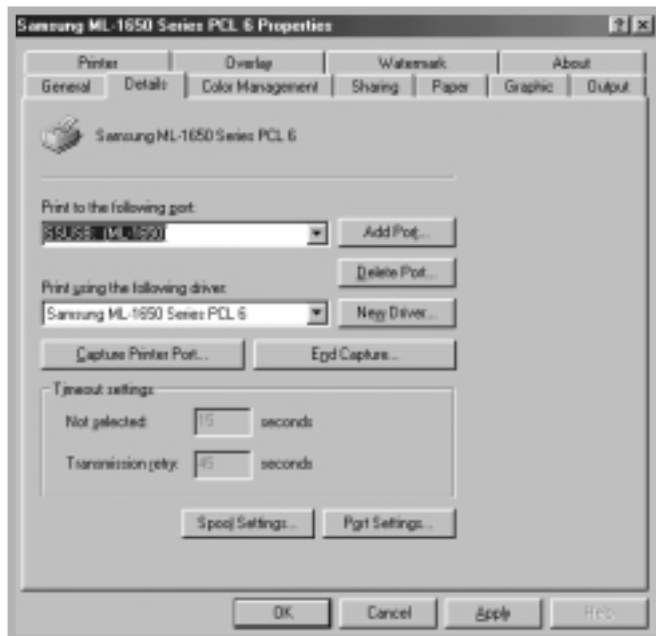 Samsung ML-1650 Series PCL 6 Properties
Printer Overlay Watermark About
General Details Color Management Sharing Paper Graphic Output
Samsung ML-1650 Series PCL 6
Print to the following port:
SSUSB: (ML-1650)
Add Port...
Delete Port...
Print using the following driver:
Samsung ML-1650 Series PCL 6
New Driver...
Capture Printer Port... End Capture...
Timeout settings
Not selected: 15 seconds
Transmission retry: 45 seconds
Spool Settings... Port Settings...
OK Cancel Apply Help